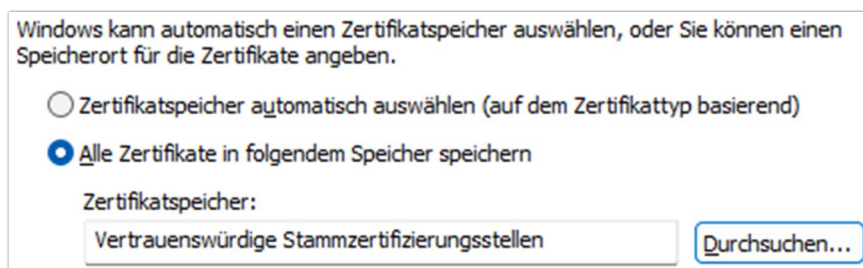 Windows kann automatisch einen Zertifikatspeicher auswählen, oder Sie können einen
Speicherort für die Zertifikate angeben.
Zertifikatspeicher automatisch auswählen (auf dem Zertifikattyp basierend)
Alle Zertifikate in folgendem Speicher speichern
Zertifikatspeicher:
Vertrauenswürdige Stammzertifizierungsstellen
Durchsuchen...